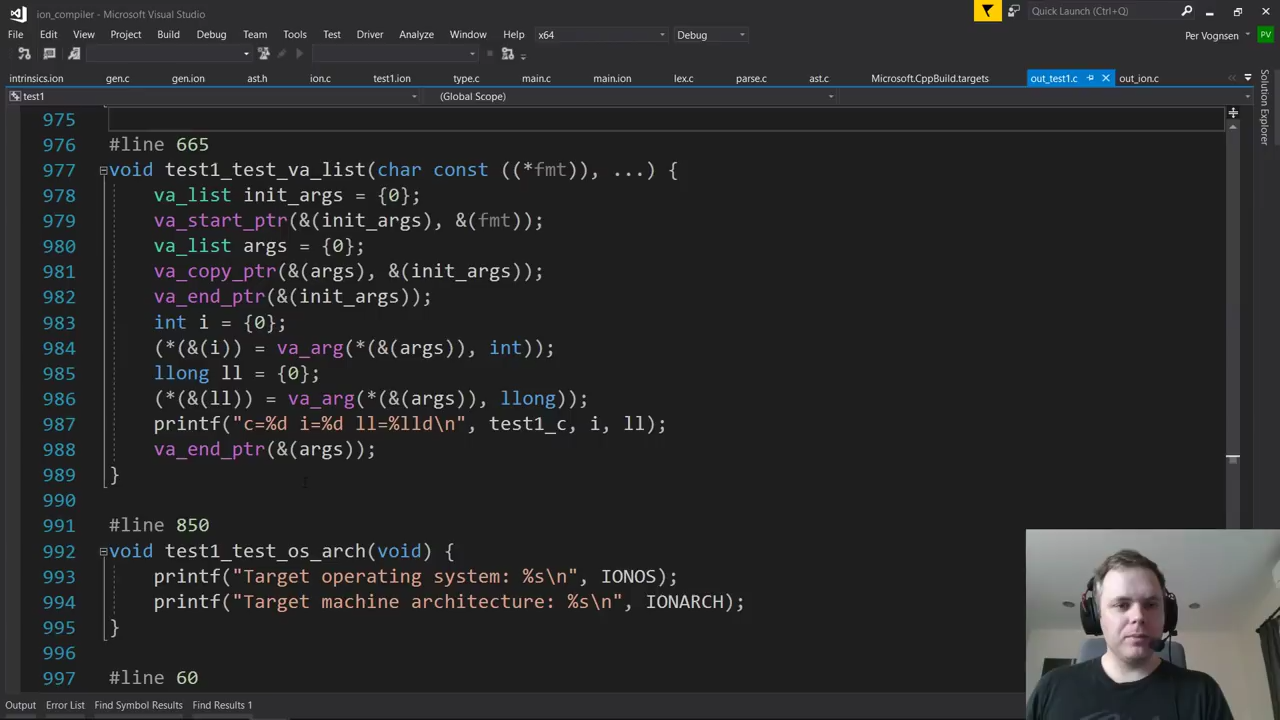 ion_compiler - Microsoft Visual Studio
Quick Launch (Ctrl+Q)
File Edit View Project Build Debug Team Tools Test Driver Analyze Window Help x64 Debug
Per Vognsen PV
intrinsics.ion gen.c gen.ion ast.h ion.c test1.ion type.c main.c main.ion lex.c parse.c ast.c Microsoft.CppBuild.targets out_test1.c out_ion.c
test1 (Global Scope)
Solution Explorer
975
976 #line 665
977 void test1_test_va_list(char const ((*fmt)), ...) {
978 va_list init_args = {0};
979 va_start_ptr(&(init_args), &(fmt));
980 va_list args = {0};
981 va_copy_ptr(&(args), &(init_args));
982 va_end_ptr(&(init_args));
983 int i = {0};
984 (*(&(i)) = va_arg(*(&(args)), int));
985 llong ll = {0};
986 (*(&(ll)) = va_arg(*(&(args)), llong));
987 printf("c=%d i=%d ll=%lld\n", test1_c, i, ll);
988 va_end_ptr(&(args));
989 }
990
991 #line 850
992 void test1_test_os_arch(void) {
993 printf("Target operating system: %s\n", IONOS);
994 printf("Target machine architecture: %s\n", IONARCH);
995 }
996
997 #line 60
Output Error List Find Symbol Results Find Results 1